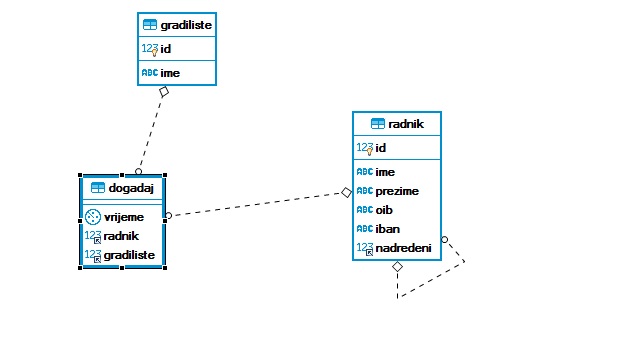 gradiliste
123 id
ABC ime
radnik
123 id
ABC ime
ABC prezime
ABC oib
ABC iban
123 nadredeni
dogadaj
vrijeme
123 radnik
123 gradiliste